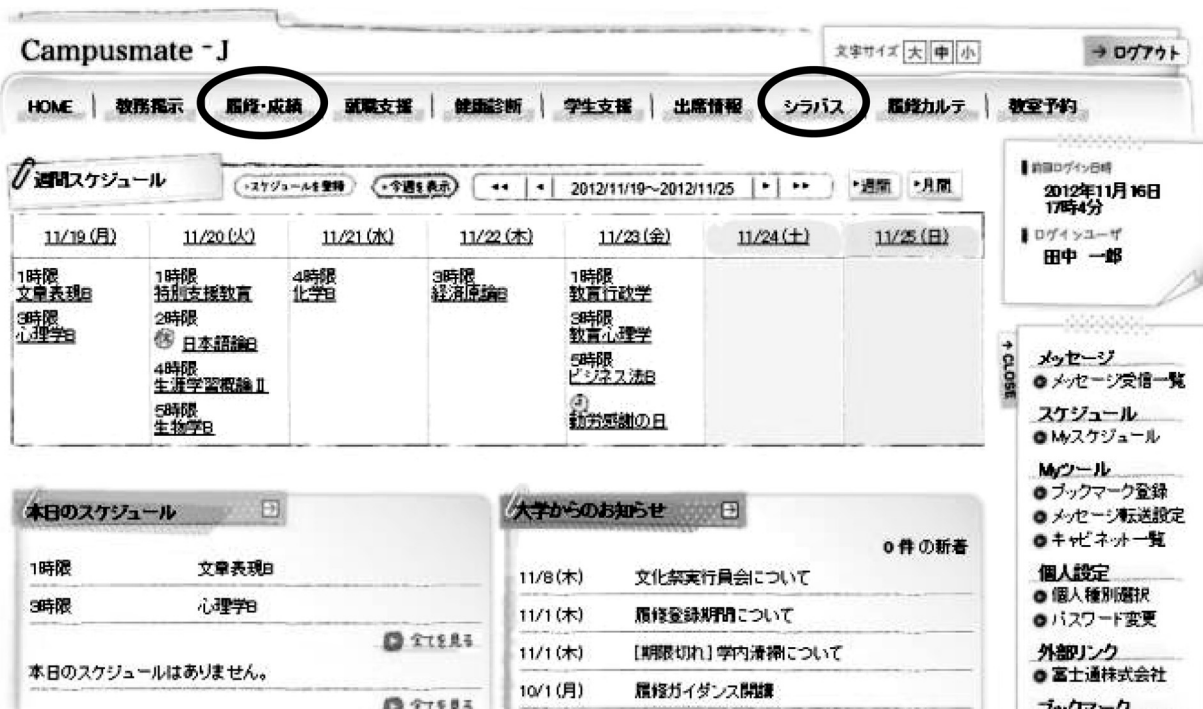 Campusmate - J
文字サイズ 大 中 小
→ ログアウト
HOME 教務掲示 履修・成績 就職支援 健康診断 学生支援 出席情報 シラバス 履修カルテ 教室予約
週間スケジュール
スケジュールを登録 今週を表示 2012/11/19~2012/11/25 週間 月間
11/19(月) 11/20(火) 11/21(水) 11/22(木) 11/23(金) 11/24(土) 11/25(日)
1時限
文章表現B
3時限
心理学B
1時限
特別支援教育
2時限
休 日本語論B
4時限
生涯学習概論Ⅱ
5時限
生物学B
4時限
化学B
3時限
経済原論B
1時限
教育行政学
3時限
教育心理学
5時限
ビジネス法B
勤労感謝の日
前回ログイン日時
2012年11月16日
17時4分
ログインユーザ
田中 一郎
→ CLOSE
メッセージ
メッセージ受信一覧
スケジュール
Myスケジュール
Myツール
ブックマーク登録
メッセージ転送設定
キャビネット一覧
個人設定
個人種別選択
パスワード変更
外部リンク
富士通株式会社
ブックマーク
本日のスケジュール
1時限 文章表現B
3時限 心理学B
全てを見る
本日のスケジュールはありません。
全てを見る
大学からのお知らせ
0 件 の新着
11/8(木) 文化祭実行員会について
11/1(木) 履修登録期間について
11/1(木) [期限切れ] 学内清掃について
10/1(月) 履修ガイダンス開講